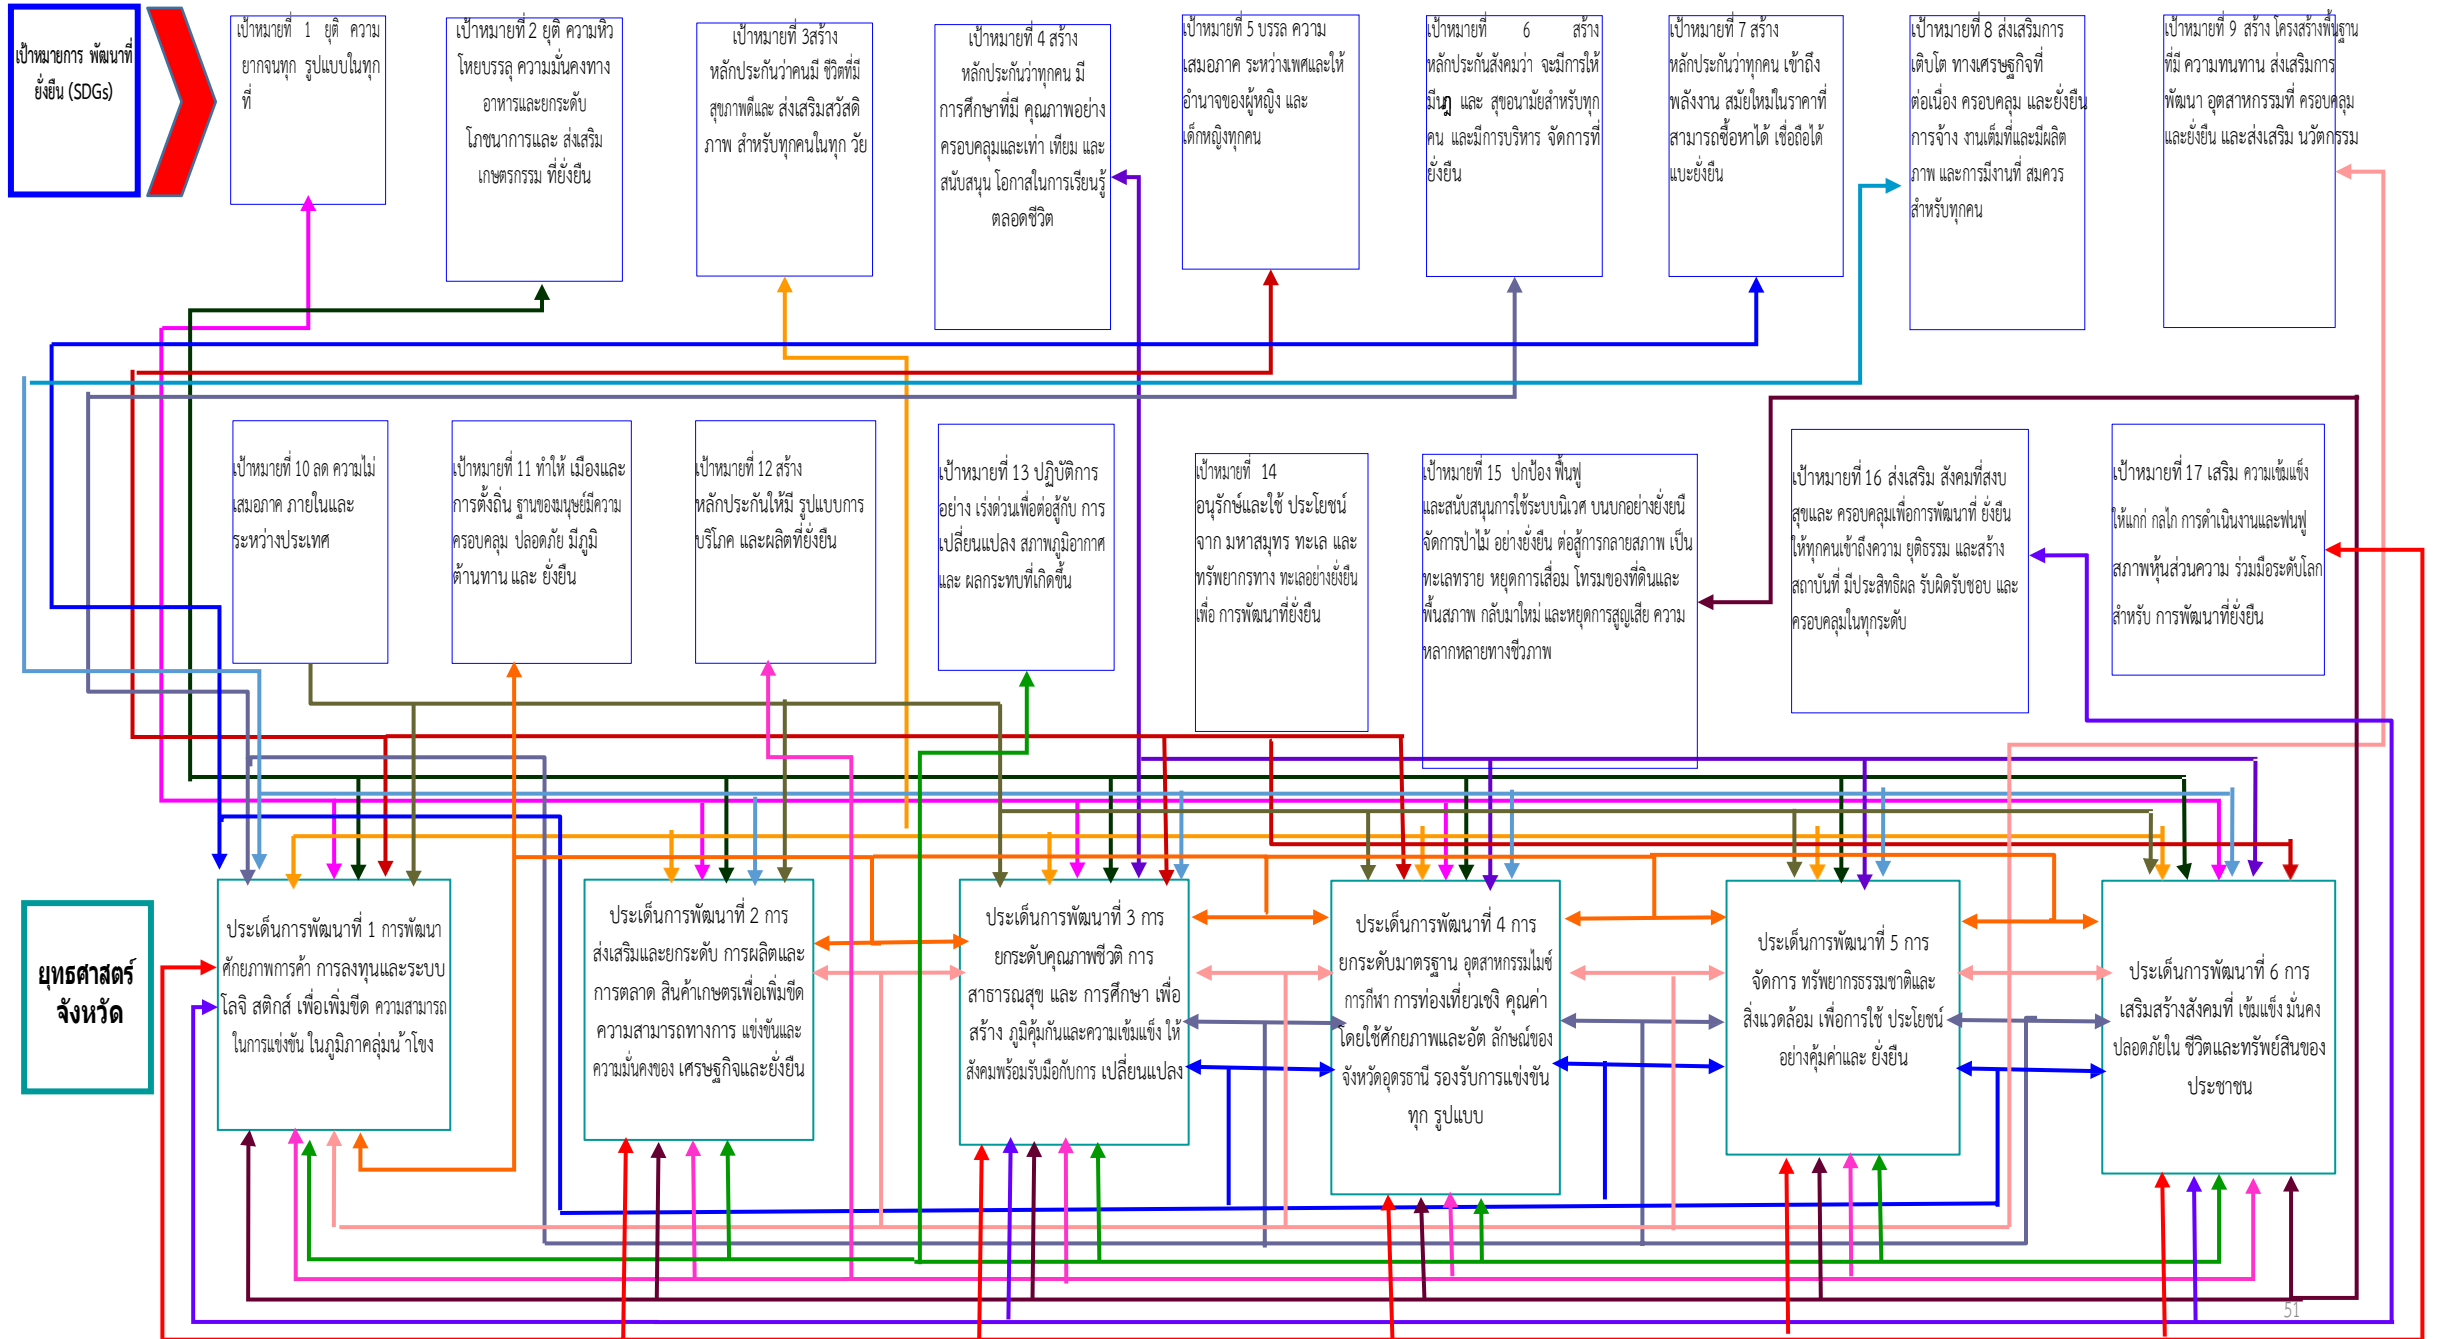 เป้าหมายการ พัฒนาที่
ยั่งยืน (SDGs)
เป้าหมายที่ 1 ยุติ ความ
ยากจนทุก รูปแบบในทุก
ที่
เป้าหมายที่ 2 ยุติ ความหิว
โหยบรรลุ ความมั่นคงทาง
อาหารและยกระดับ
โภชนาการและ ส่งเสริม
เกษตรกรรม ที่ยั่งยืน
เป้าหมายที่ 3สร้าง
หลักประกันว่าคนมี ชีวิตที่มี
สุขภาพดีและ ส่งเสริมสวัสดิ
ภาพ สำหรับทุกคนในทุก วัย
เป้าหมายที่ 4 สร้าง
หลักประกันว่าทุกคน มี
การศึกษาที่มี คุณภาพอย่าง
ครอบคลุมและเท่า เทียม และ
สนับสนุน โอกาสในการเรียนรู้
ตลอดชีวิต
เป้าหมายที่ 5 บรรล ความ
เสมอภาค ระหว่างเพศและให้
อำนาจของผู้หญิง และ
เด็กหญิงทุกคน
เป้าหมายที่ 6 สร้าง
หลักประกันสังคมว่า จะมีการให้
และ สุขอนามัยสำหรับทุก
คน และมีการบริหาร จัดการที่
ยั่งยืน
เป้าหมายที่ 7 สร้าง
หลักประกันว่าทุกคน เข้าถึง
พลังงาน สมัยใหม่ในราคาที่
สามารถซื้อหาได้ เชื่อถือได้
แบะยั่งยืน
เป้าหมายที่ 8 ส่งเสริมการ
เติบโต ทางเศรษฐกิจที่
ต่อเนื่อง ครอบคลุม และยั่งยืน
การจ้าง งานเต็มที่และมีผลิต
ภาพ และการมีงานที่ สมควร
สำหรับทุกคน
เป้าหมายที่ 9 สร้าง โครงสร้างพื้นฐาน
ที่มี ความทนทาน ส่งเสริมการ
พัฒนา อุตสาหกรรมที่ ครอบคลุม
และยั่งยืน และส่งเสริม นวัตกรรม
เป้าหมายที่ 10 ลด ความไม่
เสมอภาค ภายในและ
ระหว่างประเทศ
เป้าหมายที่ 11 ทำให้ เมืองและ
การตั้งถิ่น ฐานของมนุษย์มีความ
ครอบคลุม ปลอดภัย มีภูมิ
ต้านทาน และ ยั่งยืน
เป้าหมายที่ 12 สร้าง
หลักประกันให้มี รูปแบบการ
บริโภค และผลิตที่ยั่งยืน
เป้าหมายที่ 13 ปฏิบัติการ
อย่าง เร่งด่วนเพื่อต่อสู้กับ การ
เปลี่ยนแปลง สภาพภูมิอากาศ
และ ผลกระทบที่เกิดขึ้น
เป้าหมายที่ 14
อนุรักษ์และใช้ ประโยชน์
จาก มหาสมุทร ทะเล และ
ทรัพยากรทาง ทะเลอย่างยั่งยืน
เพื่อ การพัฒนาที่ยั่งยืน
เป้าหมายที่ 15 ปกป้อง ฟื้นฟู
และสนับสนุนการใช้ระบบนิเวศ บนบกอย่างยั่งยืน
จัดการป่าไม้ อย่างยั่งยืน ต่อสู้การกลายสภาพ เป็น
ทะเลทราย หยุดการเสื่อม โทรมของที่ดินและ
พื้นสภาพ กลับมาใหม่ และหยุดการสูญเสีย ความ
หลากหลายทางชีวภาพ
เป้าหมายที่ 16 ส่งเสริม สังคมที่สงบ
สุขและ ครอบคลุมเพื่อการพัฒนาที่ ยั่งยืน
ให้ทุกคนเข้าถึงความ ยุติธรรม และสร้าง
สถาบันที่ มีประสิทธิผล รับผิดรับชอบ และ
ครอบคลุมในทุกระดับ
เป้าหมายที่ 17 เสริม ความเข้มแข็ง
ให้แกก่ กลไก การดำเนินงานและฟนฟู
สภาพหุ้นส่วนความ ร่วมมือระดับโลก
สำหรับ การพัฒนาที่ยั่งยืน
ยุทธศาสตร์
จังหวัด
ประเด็นการพัฒนาที่ 1 การพัฒนา
ศักยภาพการค้า การลงทุนและระบบ
โลจิ สติกส์ เพื่อเพิ่มขีด ความสามารถ
ในการแข่งขัน ในภูมิภาคลุ่มน้ำโขง
ประเด็นการพัฒนาที่ 2 การ
ส่งเสริมและยกระดับ การผลิตและ
การตลาด สินค้าเกษตรเพื่อเพิ่มขีด
ความสามารถทางการ แข่งขันและ
ความมั่นคงของ เศรษฐกิจและยั่งยืน
ประเด็นการพัฒนาที่ 3 การ
ยกระดับคุณภาพชีวิต การ
สาธารณสุข และ การศึกษา เพื่อ
สร้าง ภูมิคุ้มกันและความเข้มแข็ง ให้
สังคมพร้อมรับมือกับการ เปลี่ยนแปลง
ประเด็นการพัฒนาที่ 4 การ
ยกระดับมาตรฐาน อุตสาหกรรมไมซ์
การกีฬา การท่องเที่ยวเชิง คุณค่า
โดยใช้ศักยภาพและอัต ลักษณ์ของ
จังหวัดอุดรธานี รองรับการแข่งขัน
ทุก รูปแบบ
ประเด็นการพัฒนาที่ 5 การ
จัดการ ทรัพยากรธรรมชาติและ
สิ่งแวดล้อม เพื่อการใช้ ประโยชน์
อย่างคุ้มค่าและ ยั่งยืน
ประเด็นการพัฒนาที่ 6 การ
เสริมสร้างสังคมที่ เข้มแข็ง มั่นคง
ปลอดภัยใน ชีวิตและทรัพย์สินของ
ประชาชน
51